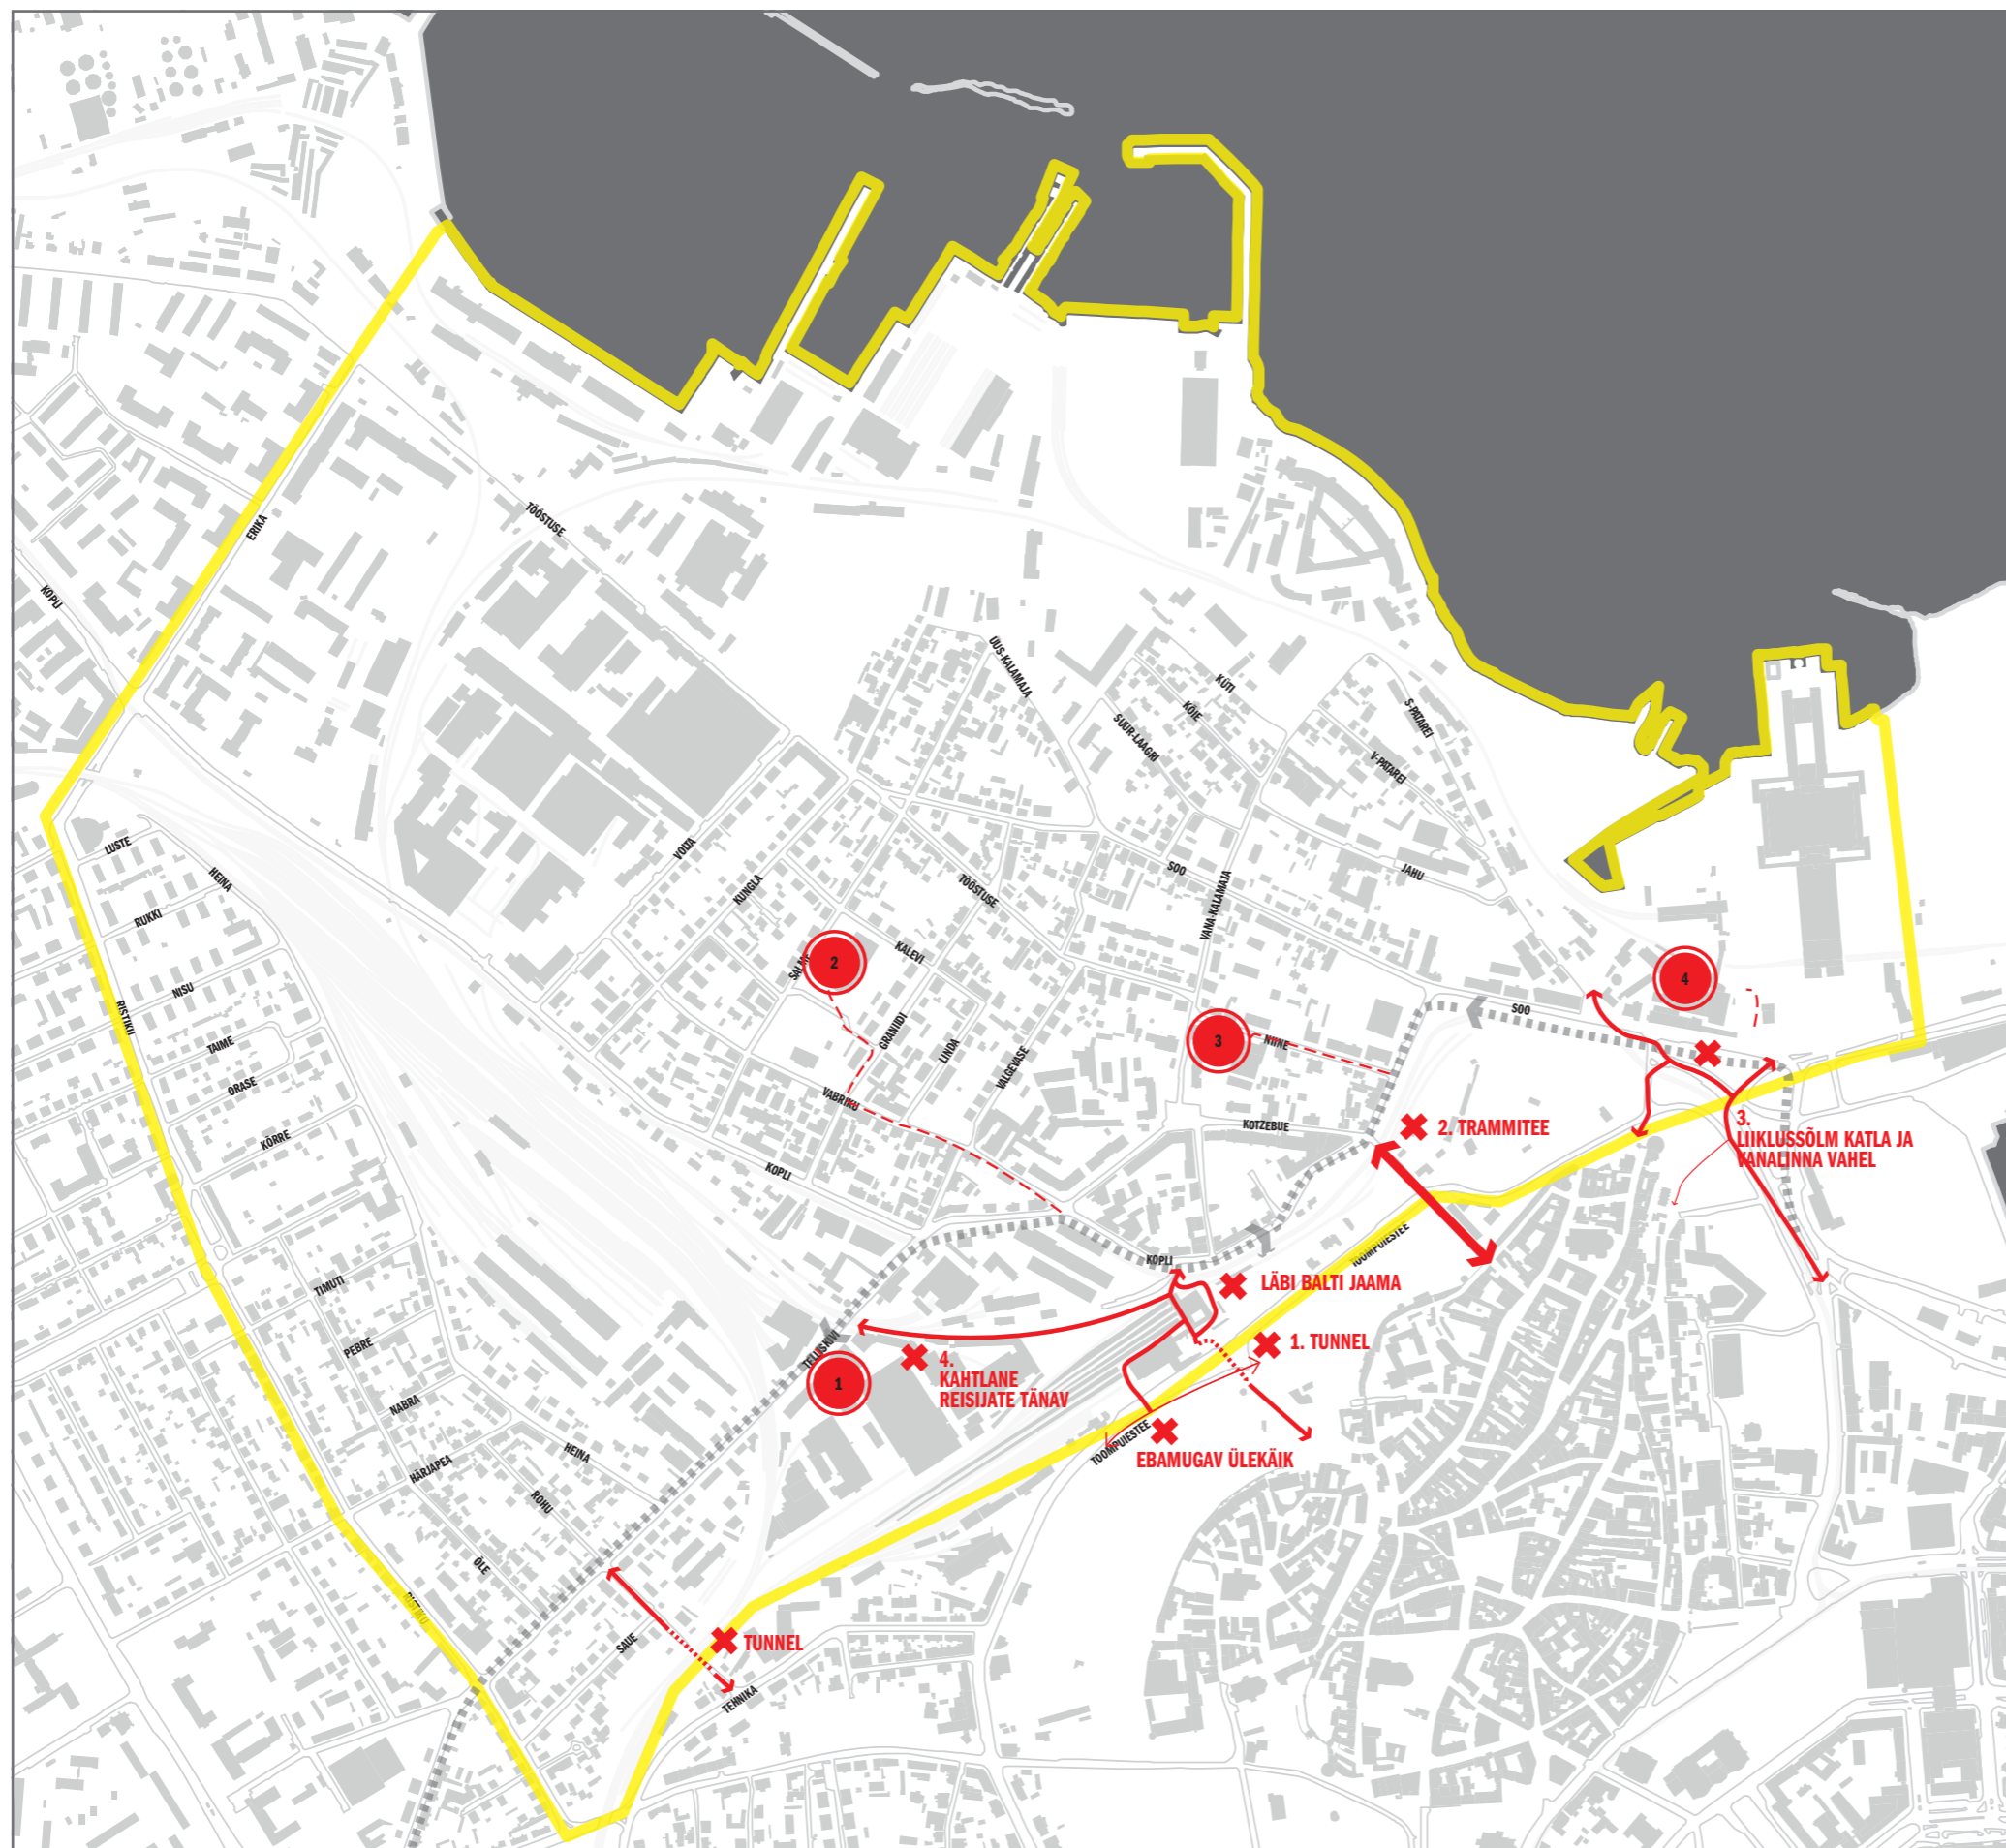 ERIKA
TÖÖSTUSE
KOPLI
UUS-KALAMAJA
KÜTI
KÖIE
SUUR-LAAGRI
S-PATAREI
V-PATAREI
LUSTE
HEINA
VOLTA
KUNGLA
TÖÖSTUSE
SOO
JAHU
RUKKI
VANA-KALAMAJA
KALEVI
2
4
NISU
RISTIKU
SOO
TAIME
GRANIIDI
LINDA
3
NIINE
ORASE
VALGEVASE
VABRIKU
KÕRRE
KOTZEBUE
2. TRAMMITEE
3.
LIIKLUSSÕLM KATLA JA
VANALINNA VAHEL
KOPLI
KOPLI
TOOMPUIESTEE
TIMUTI
LÄBI BALTI JAAMA
PEBRE
TELLISKIVI
1. TUNNEL
4.
KAHTLANE
REISIJATE TÄNAV
1
NABRA
TOOMPUIESTEE
HEINA
EBAMUGAV ÜLEKÄIK
HÄRJAPEA
ROHU
ÕLE
RISTIKU
SAUE
TUNNEL
TEHNIKA